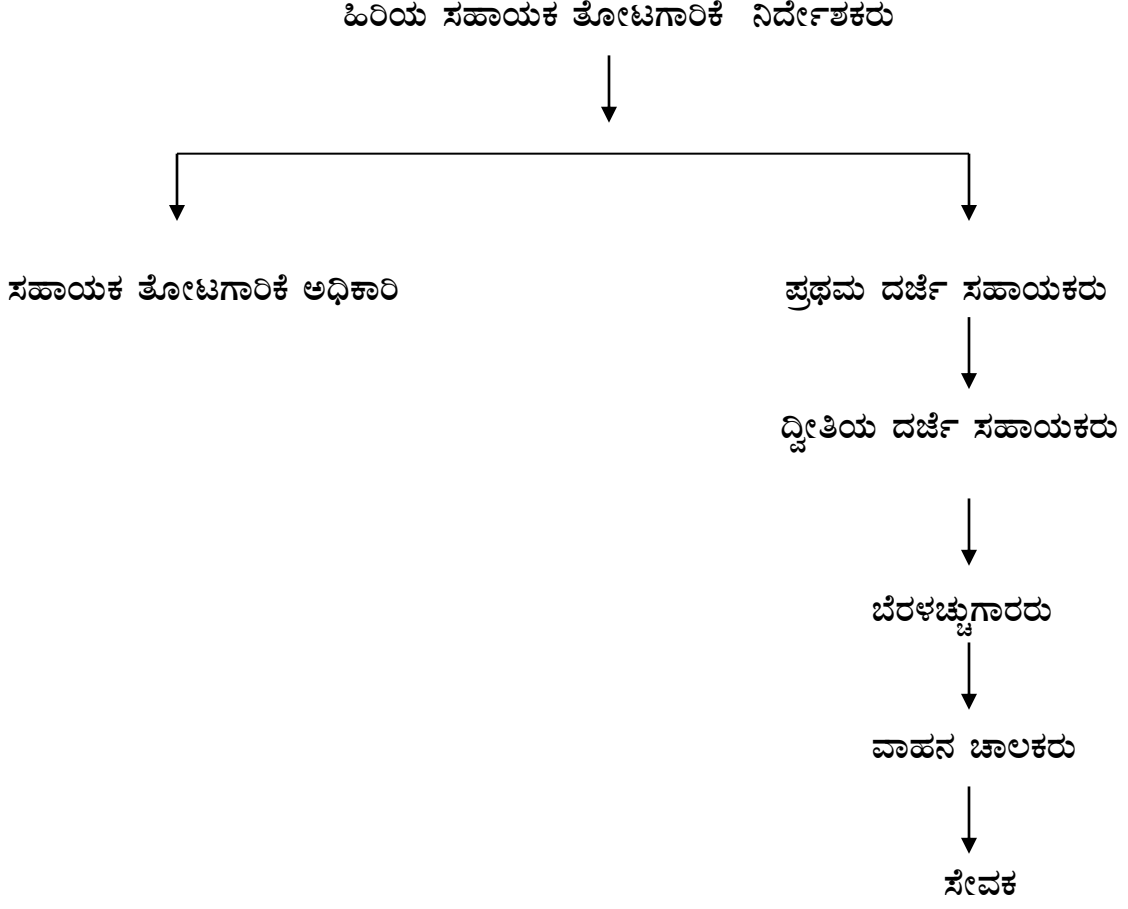 ಹಿರಿಯ ಸಹಾಯಕ ತೋಟಗಾರಿಕೆ ನಿರ್ದೇಶಕರು
ಸಹಾಯಕ ತೋಟಗಾರಿಕೆ ಅಧಿಕಾರಿ
ಪ್ರಥಮ ದರ್ಜೆ ಸಹಾಯಕರು
ದ್ವೀತಿಯ ದರ್ಜೆ ಸಹಾಯಕರು
ಬೆರಳಚ್ಚುಗಾರರು
ವಾಹನ ಚಾಲಕರು
ಸೇವಕ